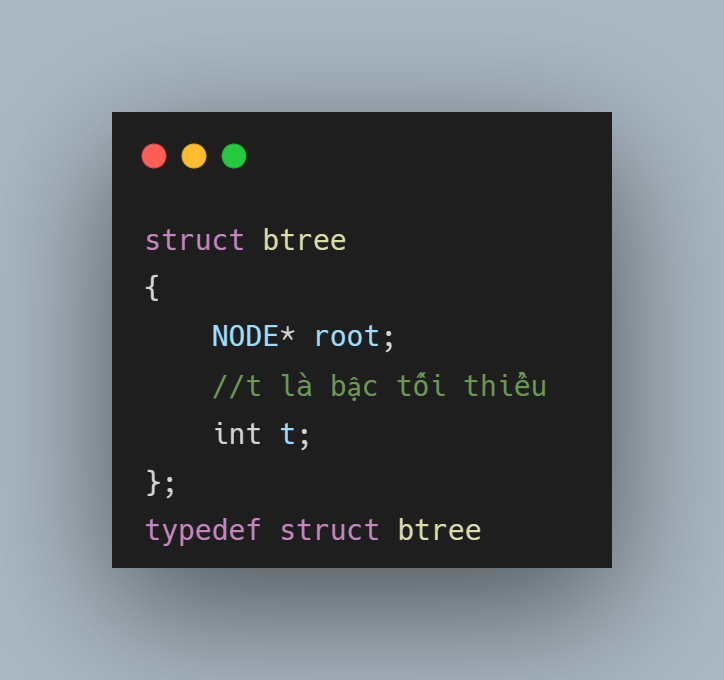 struct btree
{
    NODE* root;
    //t là bậc tối thiểu
    int t;
};
typedef struct btree